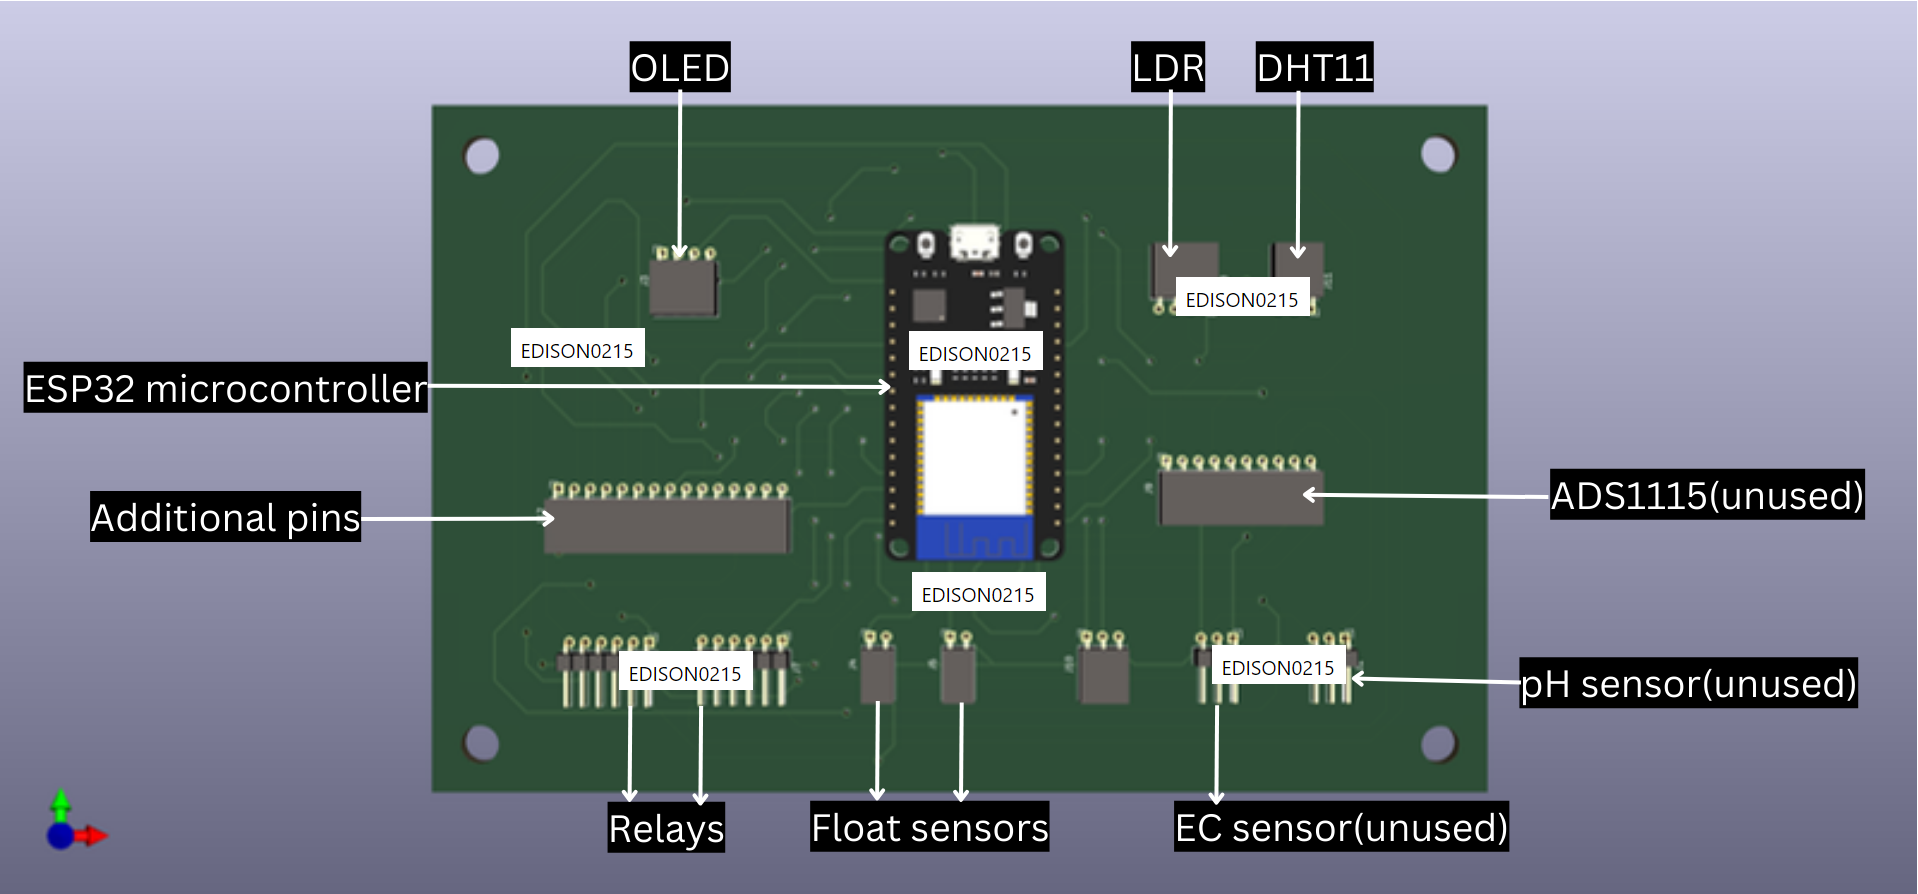 OLED
LDR
DHT11
EDISON0215
EDISON0215
EDISON0215
ESP32 microcontroller
Additional pins
ADS1115(unused)
EDISON0215
EDISON0215
EDISON0215
pH sensor(unused)
Relays
Float sensors
EC sensor(unused)